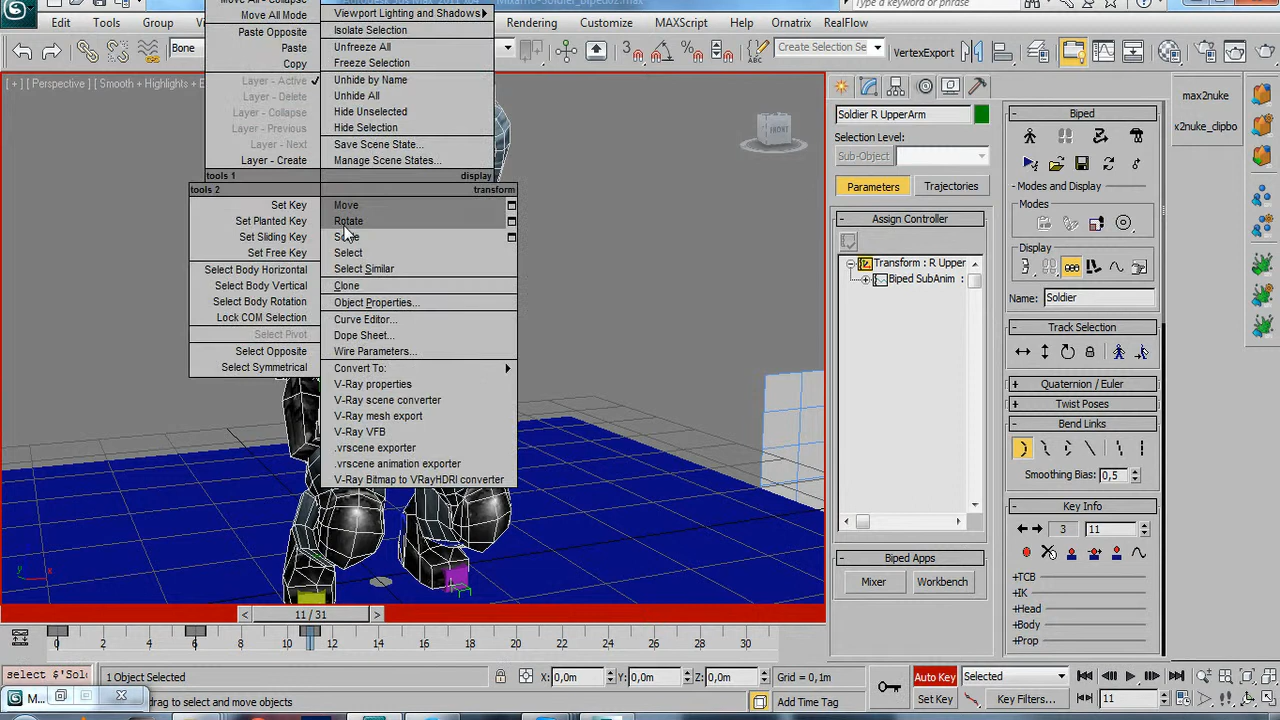 Edit
Tools
Group
Rendering
Customize
MAXScript
Help
Ornatrix
RealFlow
Bone
Create Selection Se
VertexExport
[ + ] [ Perspective ] [ Smooth + Highlights + E
Move All Mode
Paste Opposite
Paste
Copy
Layer - Active
Layer - Delete
Layer - Collapse
Layer - Previous
Layer - Next
Layer - Create
tools 1
Viewport Lighting and Shadows
Isolate Selection
Unfreeze All
Freeze Selection
Unhide by Name
Unhide All
Hide Unselected
Hide Selection
Save Scene State...
Manage Scene States...
display
tools 2
transform
Set Key
Set Planted Key
Set Sliding Key
Set Free Key
Select Body Horizontal
Select Body Vertical
Select Body Rotation
Lock COM Selection
Select Pivot
Select Opposite
Select Symmetrical
Move
Rotate
Select
Select Similar
Clone
Object Properties...
Curve Editor...
Dope Sheet...
Wire Parameters...
Convert To:
V-Ray properties
V-Ray scene converter
V-Ray mesh export
V-Ray VFB
.vrscene exporter
.vrscene animation exporter
V-Ray Bitmap to VRayHDRI converter
FRONT
Soldier R UpperArm
Selection Level:
Sub-Object
Parameters
Trajectories
Assign Controller
Transform : R Upper
Biped SubAnim :
Biped Apps
Mixer
Workbench
Biped
Modes and Display
Modes
Display
Name: Soldier
Track Selection
Quaternion / Euler
Twist Poses
Bend Links
Smoothing Bias: 0,5
Key Info
3
11
+TCB
+IK
+Head
+Body
+Prop
max2nuke
x2nuke_clipbo
11 / 31
0 2 4 6 8 10 12 14 16 18 20 22 24 26 28 30
select $'Sol
1 Object Selected
X: 0,0m
Y: 0,0m
Z: 0,0m
Grid = 0,1m
Auto Key
Selected
M...
drag to select and move objects
Add Time Tag
Set Key
Key Filters...
11